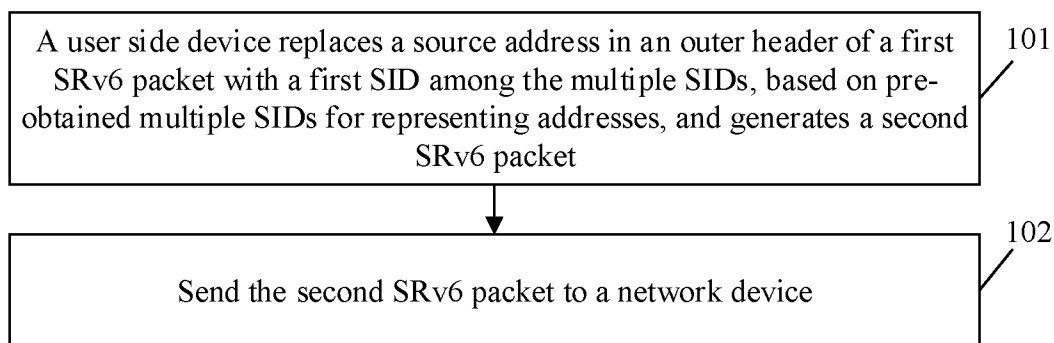 A user side device replaces a source address in an outer header of a first
SRv6 packet with a first SID among the multiple SIDs, based on pre-
obtained multiple SIDs for representing addresses, and generates a second
SRv6 packet
101
Send the second SRv6 packet to a network device
102